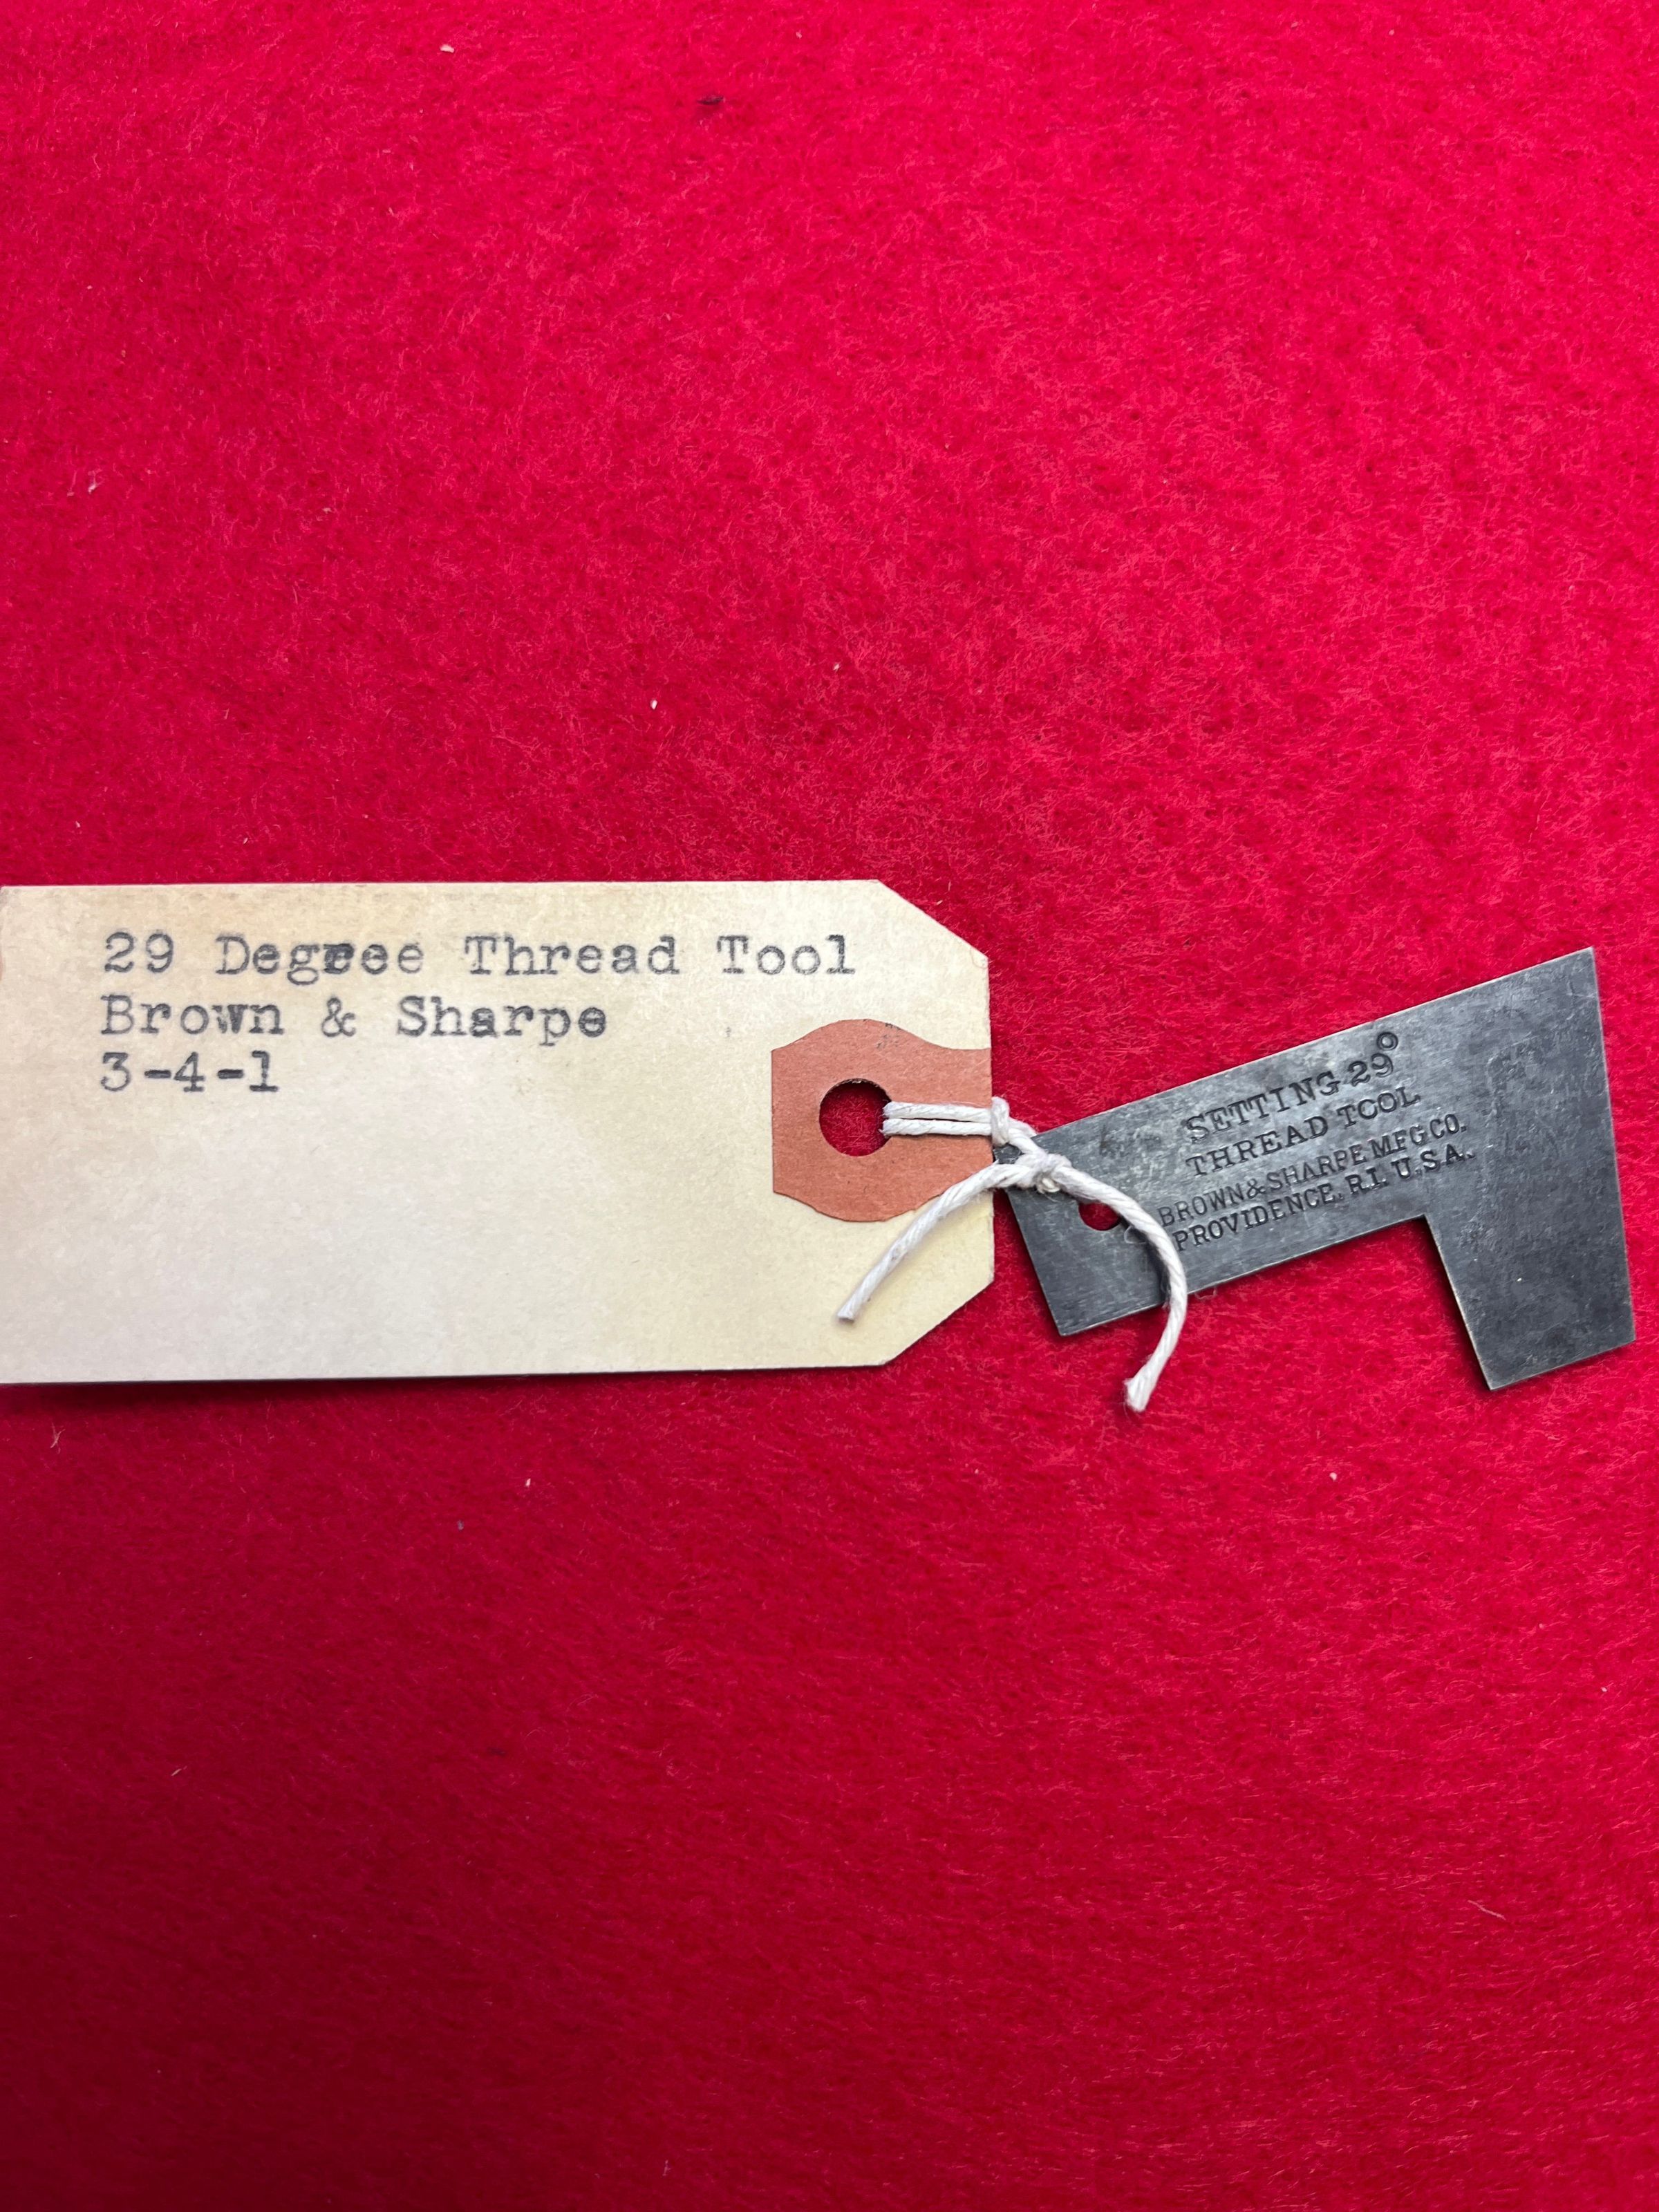 29 Degree Thread Tool
Brown & Sharpe
3-4-1
SETTING 29°
THREAD TOOL
BROWN & SHARPE MFG CO.
PROVIDENCE. R.I. U.S.A.